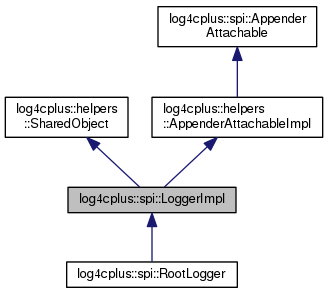 log4cplus::spi::Appender
Attachable
log4cplus::helpers
::SharedObject
log4cplus::helpers
::AppenderAttachableImpl
log4cplus::spi::LoggerImpl
log4cplus::spi::RootLogger